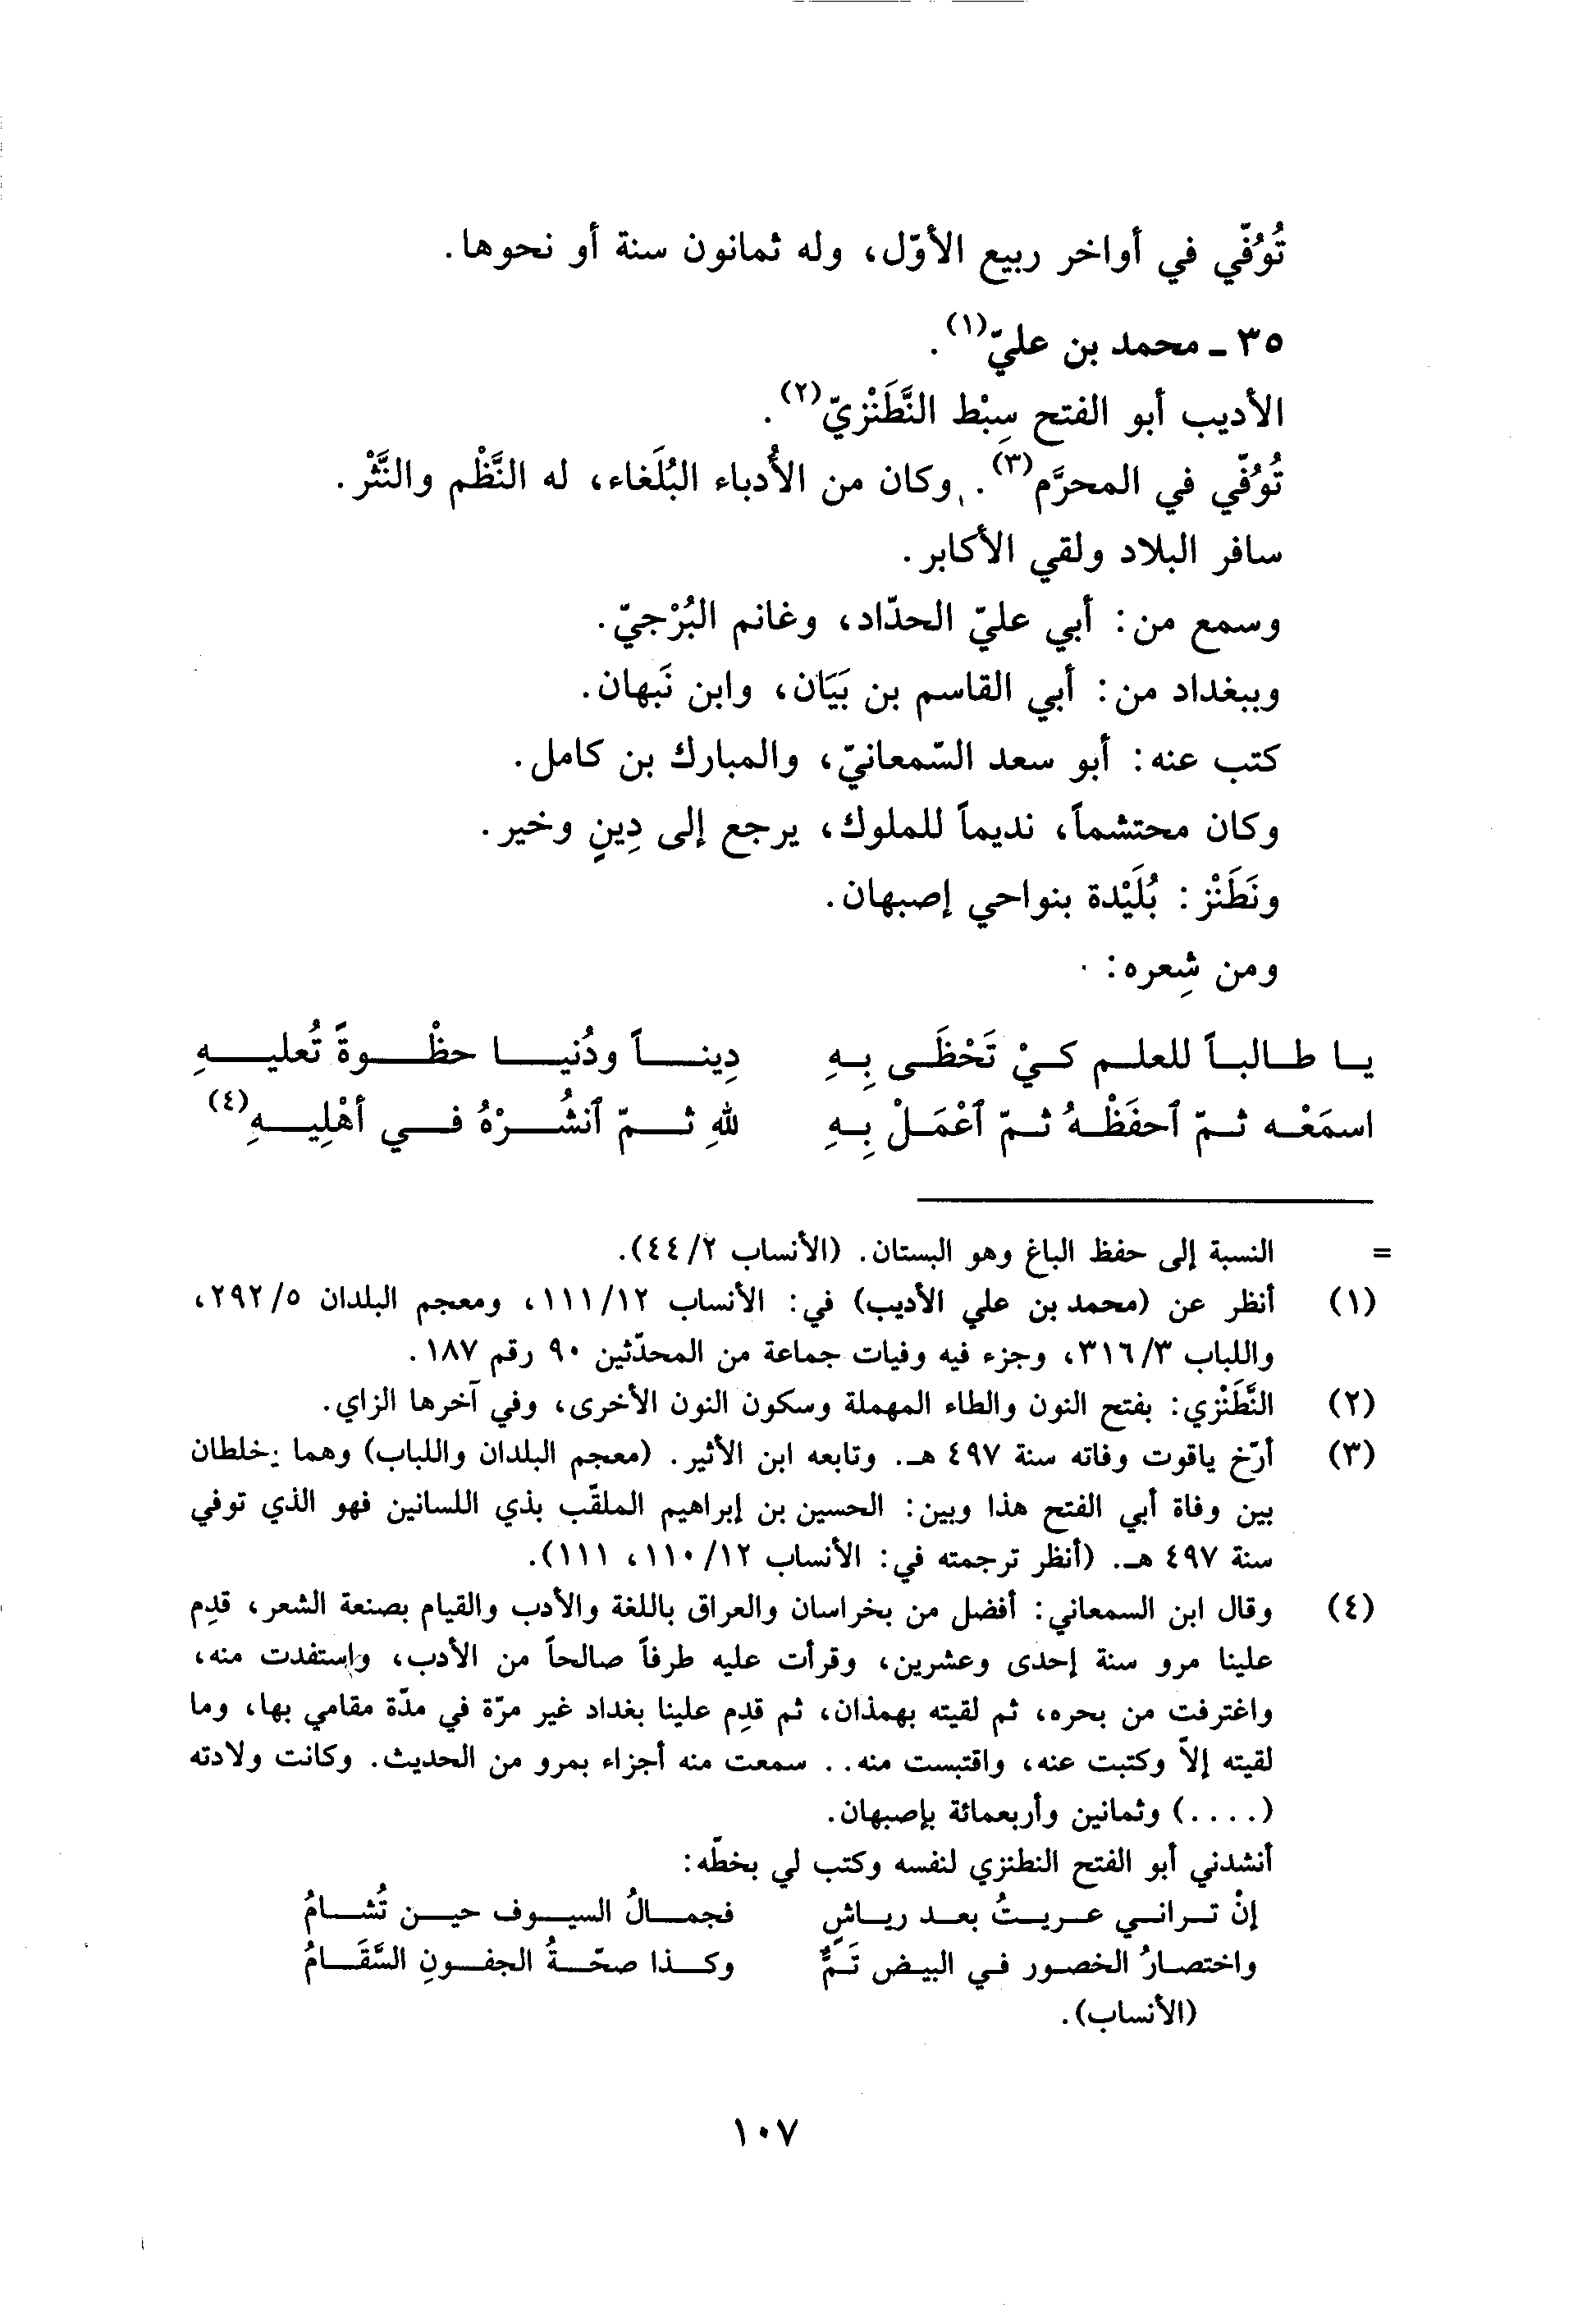 تُوُفّي في أواخر ربيع الأوّل، وله ثمانون سنة أو نحوها.
٣٥ ـ محمد بن عليّ(١).
الأديب أبو الفتح سِبْط النَّطَنْزيّ(٢).
تُوُفّي في المحرَّم(٣). وكان من الأُدباء البُلَغاء، له النَّظْم والنَّثْر.
سافر البلاد ولقي الأكابر.
وسمع من: أبي عليّ الحدّاد، وغانم البُرْجيّ.
وببغداد من: أبي القاسم بن بَيَان، وابن نَبهان.
كتب عنه: أبو سعد السّمعانيّ، والمبارك بن كامل.
وكان محتشماً، نديماً للملوك، يرجع إلى دِينٍ وخير.
ونَطَنْز: بُلَيْدة بنواحي إصبهان.
ومن شِعره:
يا طالباً للعلم كيْ تَحْظَى بِهِ دِيناً ودُنيا حظْوةً تُعليهِ
اسمَعْه ثمّ ٱحفَظْهُ ثمّ ٱعْمَلْ بِهِ للهِ ثمّ ٱنشُرْهُ في أهْلِيهِ(٤)
= النسبة إلى حفظ الباغ وهو البستان. (الأنساب ٢/٤٤).
(١) أنظر عن (محمد بن علي الأديب) في: الأنساب ١٢/١١١، ومعجم البلدان ٥/٢٩٢،
واللباب ٣/٣١٦، وجزء فيه وفيات جماعة من المحدّثين ٩٠ رقم ١٨٧.
(٢) النَّطَنْزي: بفتح النون والطاء المهملة وسكون النون الأخرى، وفي آخرها الزاي.
(٣) أرّخ ياقوت وفاته سنة ٤٩٧ هـ. وتابعه ابن الأثير. (معجم البلدان واللباب) وهما يخلطان
بين وفاة أبي الفتح هذا وبين: الحسين بن إبراهيم الملقّب بذي اللسانين فهو الذي توفي
سنة ٤٩٧ هـ. (أنظر ترجمته في: الأنساب ١٢/١١٠، ١١١).
(٤) وقال ابن السمعاني: أفضل من بخراسان والعراق باللغة والأدب والقيام بصنعة الشعر، قدِم
علينا مرو سنة إحدى وعشرين، وقرأت عليه طرفاً صالحاً من الأدب، واستفدت منه،
واغترفت من بحره، ثم لقيته بهمذان، ثم قدِم علينا بغداد غير مرّة في مدّة مقامي بها، وما
لقيته إلاّ وكتبت عنه، واقتبست منه.. سمعت منه أجزاء بمرو من الحديث. وكانت ولادته
(....) وثمانين وأربعمائة بإصبهان.
أنشدني أبو الفتح النطنزي لنفسه وكتب لي بخطّه:
إنْ تراني عريتُ بعد رياشٍ فجمالُ السيوف حين تُشامُ
واختصارُ الخصور في البيض تَمٌّ وكذا صحّةُ الجفونِ السَّقَامُ
(الأنساب).
١٠٧